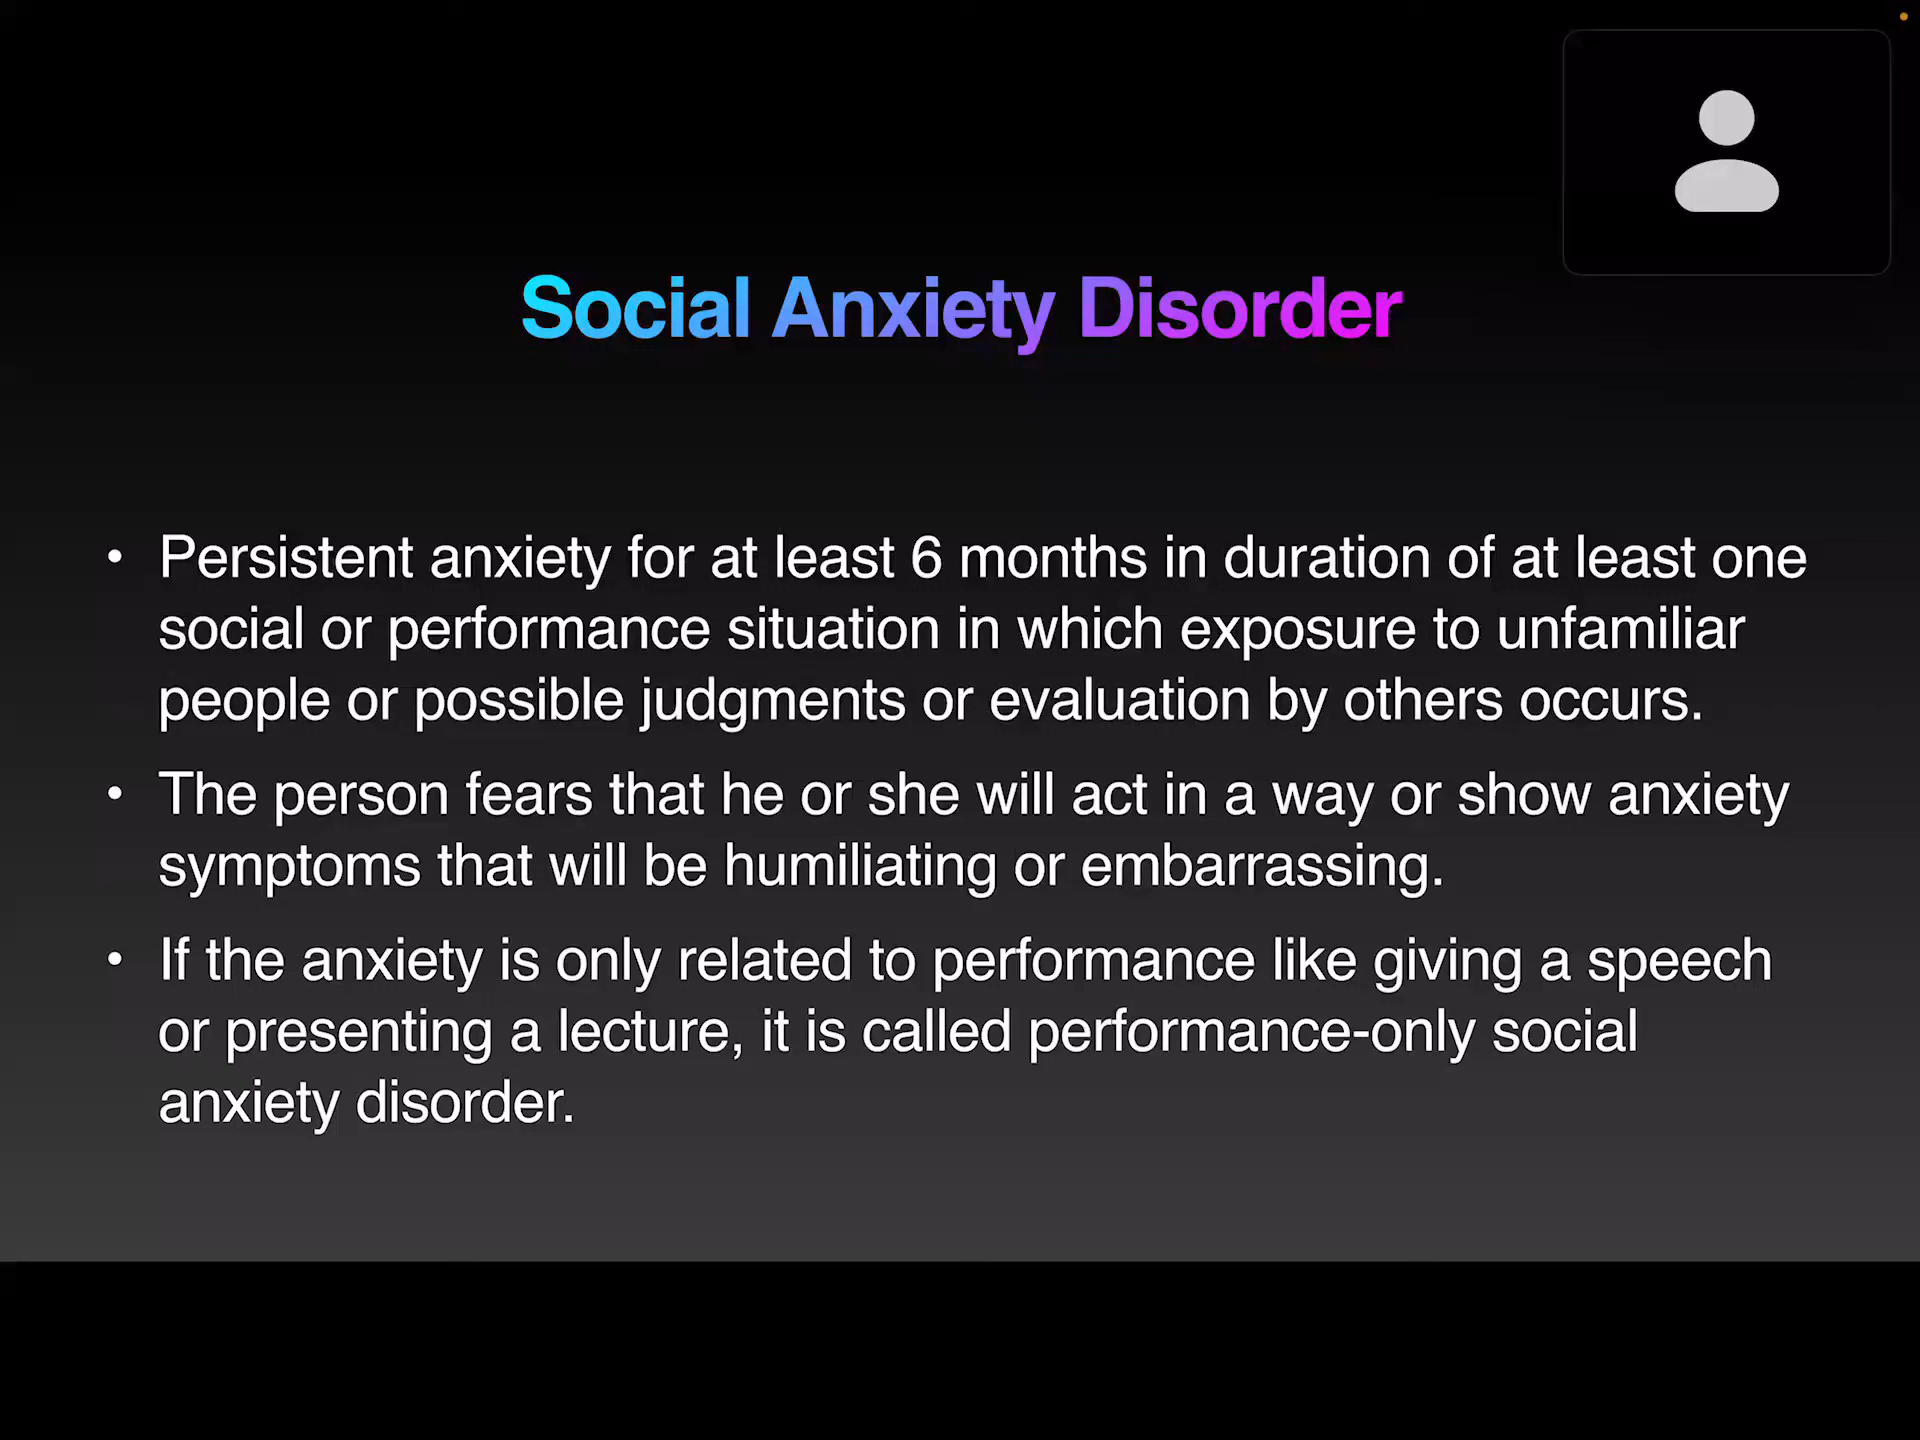 Social Anxiety Disorder
• Persistent anxiety for at least 6 months in duration of at least one
social or performance situation in which exposure to unfamiliar
people or possible judgments or evaluation by others occurs.
• The person fears that he or she will act in a way or show anxiety
symptoms that will be humiliating or embarrassing.
• If the anxiety is only related to performance like giving a speech
or presenting a lecture, it is called performance-only social
anxiety disorder.